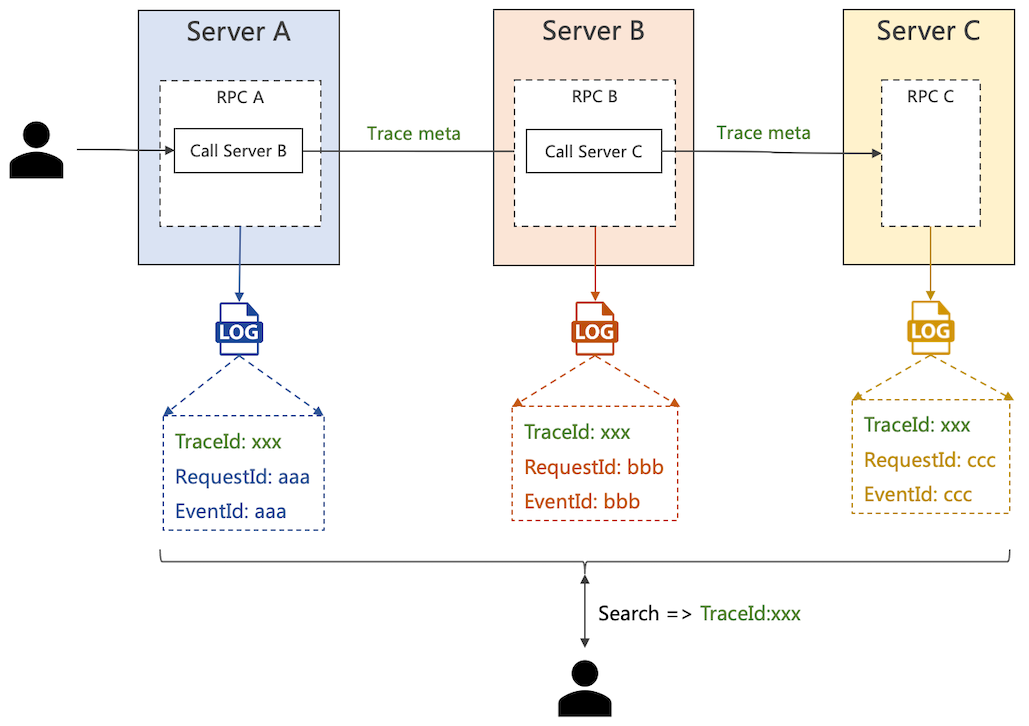 Server A
Server B
Server C
RPC A
RPC B
RPC C
Call Server B
Trace meta
Call Server C
Trace meta
LOG
LOG
LOG
TraceId: xxx
RequestId: aaa
EventId: aaa
TraceId: xxx
RequestId: bbb
EventId: bbb
TraceId: xxx
RequestId: ccc
EventId: ccc
Search => TraceId:xxx